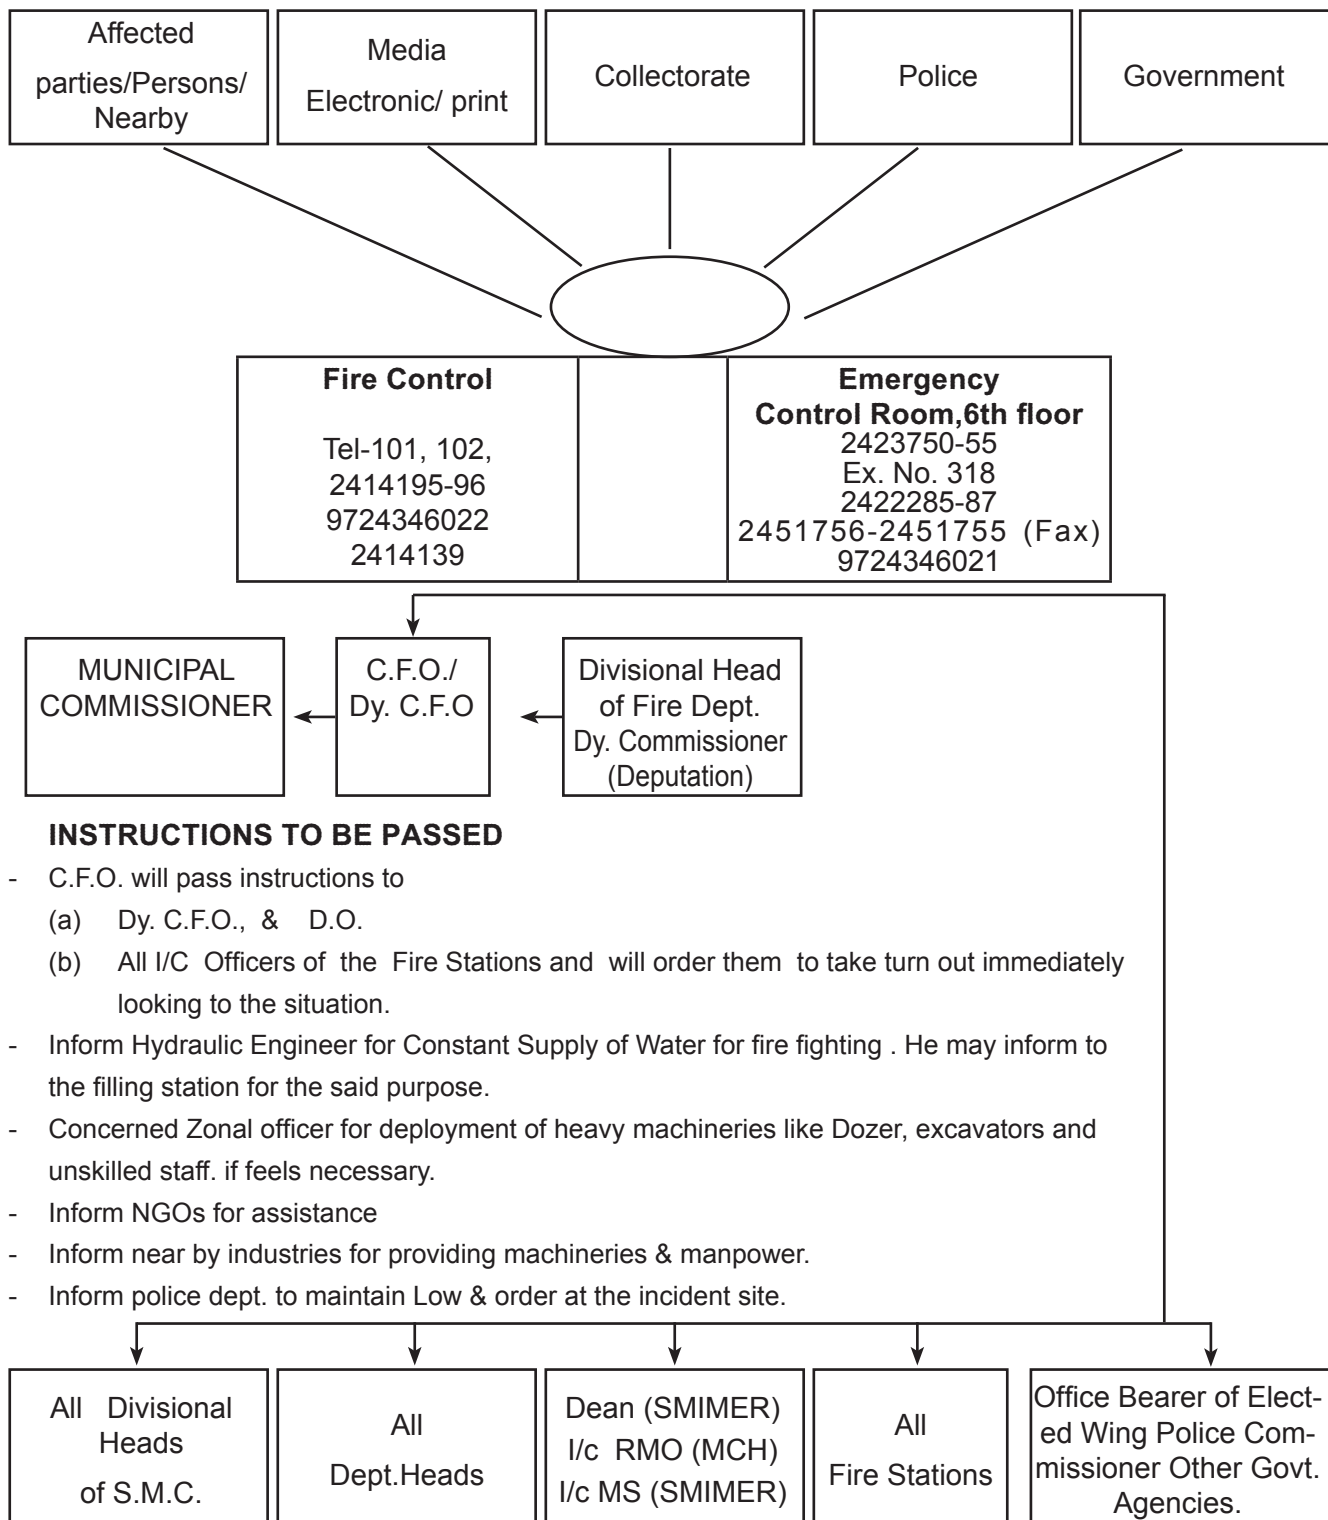 Affected
parties/Persons/
Nearby
Media
Electronic/ print
Collectorate
Police
Government
Fire Control
Tel-101, 102,
2414195-96
9724346022
2414139
Emergency
Control Room,6th floor
2423750-55
Ex. No. 318
2422285-87
2451756-2451755 (Fax)
9724346021
MUNICIPAL
COMMISSIONER
C.F.O./
Dy. C.F.O
Divisional Head
of Fire Dept.
Dy. Commissioner
(Deputation)
INSTRUCTIONS TO BE PASSED
- C.F.O. will pass instructions to
(a) Dy. C.F.O., & D.O.
(b) All I/C Officers of the Fire Stations and will order them to take turn out immediately
looking to the situation.
- Inform Hydraulic Engineer for Constant Supply of Water for fire fighting . He may inform to
the filling station for the said purpose.
- Concerned Zonal officer for deployment of heavy machineries like Dozer, excavators and
unskilled staff. if feels necessary.
- Inform NGOs for assistance
- Inform near by industries for providing machineries & manpower.
- Inform police dept. to maintain Low & order at the incident site.
All Divisional
Heads
of S.M.C.
All
Dept.Heads
Dean (SMIMER)
I/c RMO (MCH)
I/c MS (SMIMER)
All
Fire Stations
Office Bearer of Elect-
ed Wing Police Com-
missioner Other Govt.
Agencies.